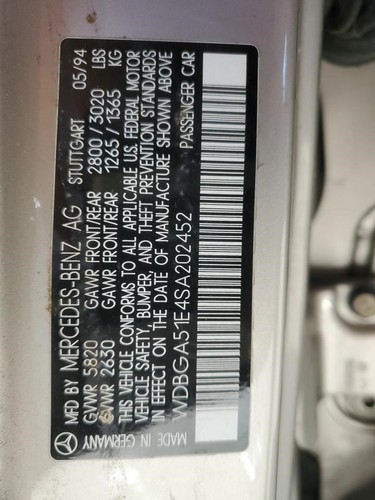 MFD BY MERCEDES-BENZ AG STUTTGART 05/94
GVWR 5820 GAWR FRONT/REAR 2800/3020 LBS
GWWR 2630 GAWR FRONT/REAR 1265/1365 KG
THIS VEHICLE CONFORMS TO ALL APPLICABLE U.S. FEDERAL MOTOR
VEHICLE SAFETY, BUMPER, AND THEFT PREVENTION STANDARDS
IN EFFECT ON THE DATE OF MANUFACTURE SHOWN ABOVE
WDBGA51E4SA202452 PASSENGER CAR
MADE IN GERMANY